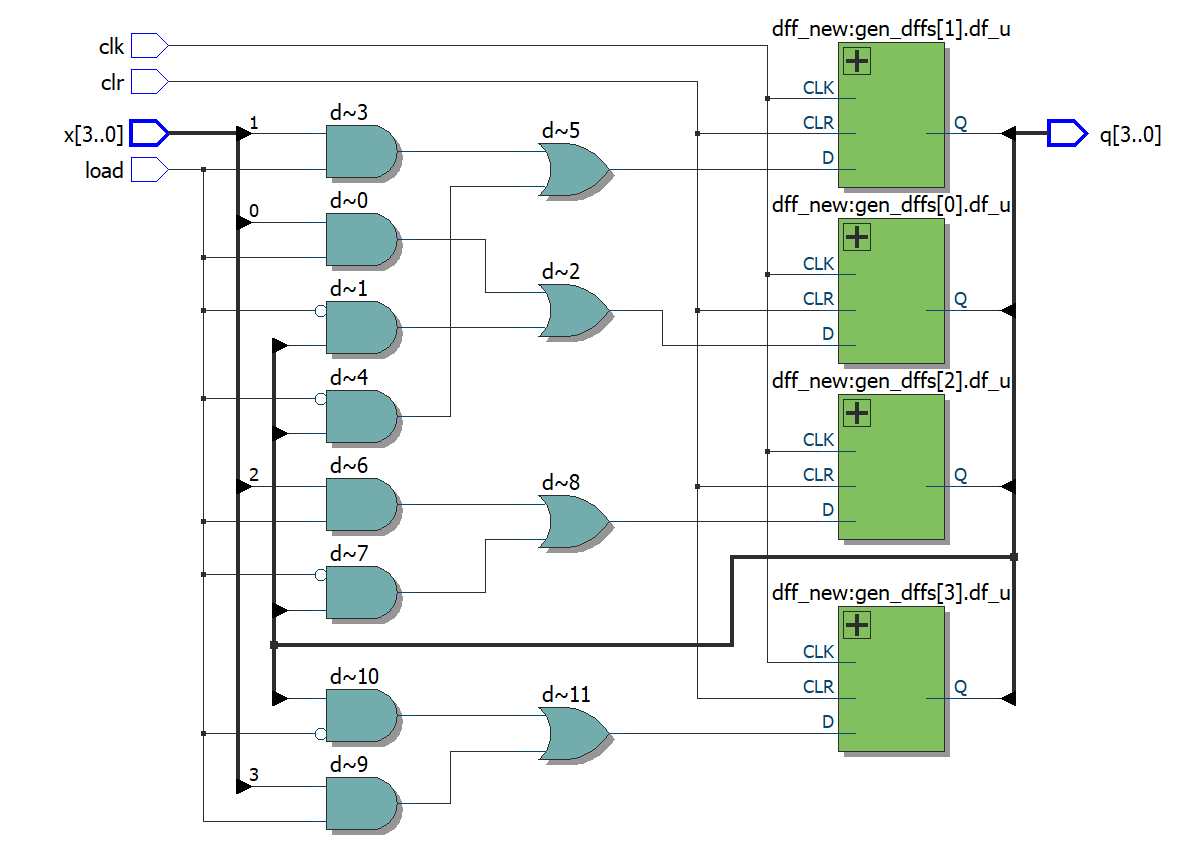 clk
clr
x[3..0]
load
1
d~3
0
d~0
d~1
d~4
2
d~6
d~7
d~10
3
d~9
d~5
d~2
d~8
d~11
dff_new:gen_dffs[1].df_u
CLK
CLR
D
Q
dff_new:gen_dffs[0].df_u
CLK
CLR
D
Q
dff_new:gen_dffs[2].df_u
CLK
CLR
D
Q
dff_new:gen_dffs[3].df_u
CLK
CLR
D
Q
q[3..0]